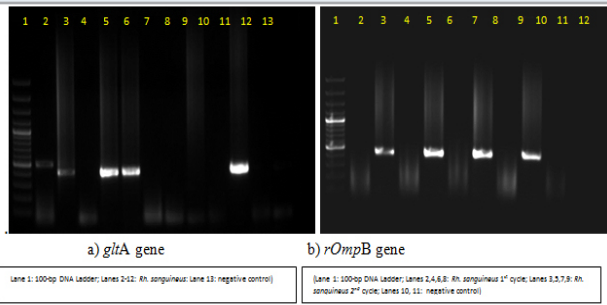 1 2 3 4 5 6 7 8 9 10 11 12 13
1 2 3 4 5 6 7 8 9 10 11 12
a) gltA gene
b) rOmpB gene
Lane 1: 100-bp DNA Ladder; Lanes 2-12: Rh. sanguineus: Lane 13: negative control)
(Lane 1: 100-bp DNA Ladder; Lanes 2,4,6,8: Rh. sanguineus 1st cycle; Lanes 3,5,7,9: Rh.
sanguineus 2nd cycle; Lanes 10, 11: negative control)